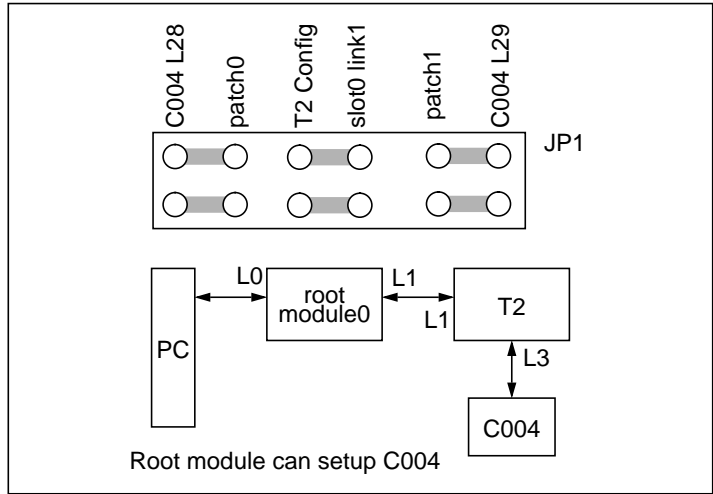 C004 L28
patch0
T2 Config
slot0 link1
patch1
C004 L29
JP1
L0
root
module0
L1
L1
T2
PC
L3
C004
Root module can setup C004